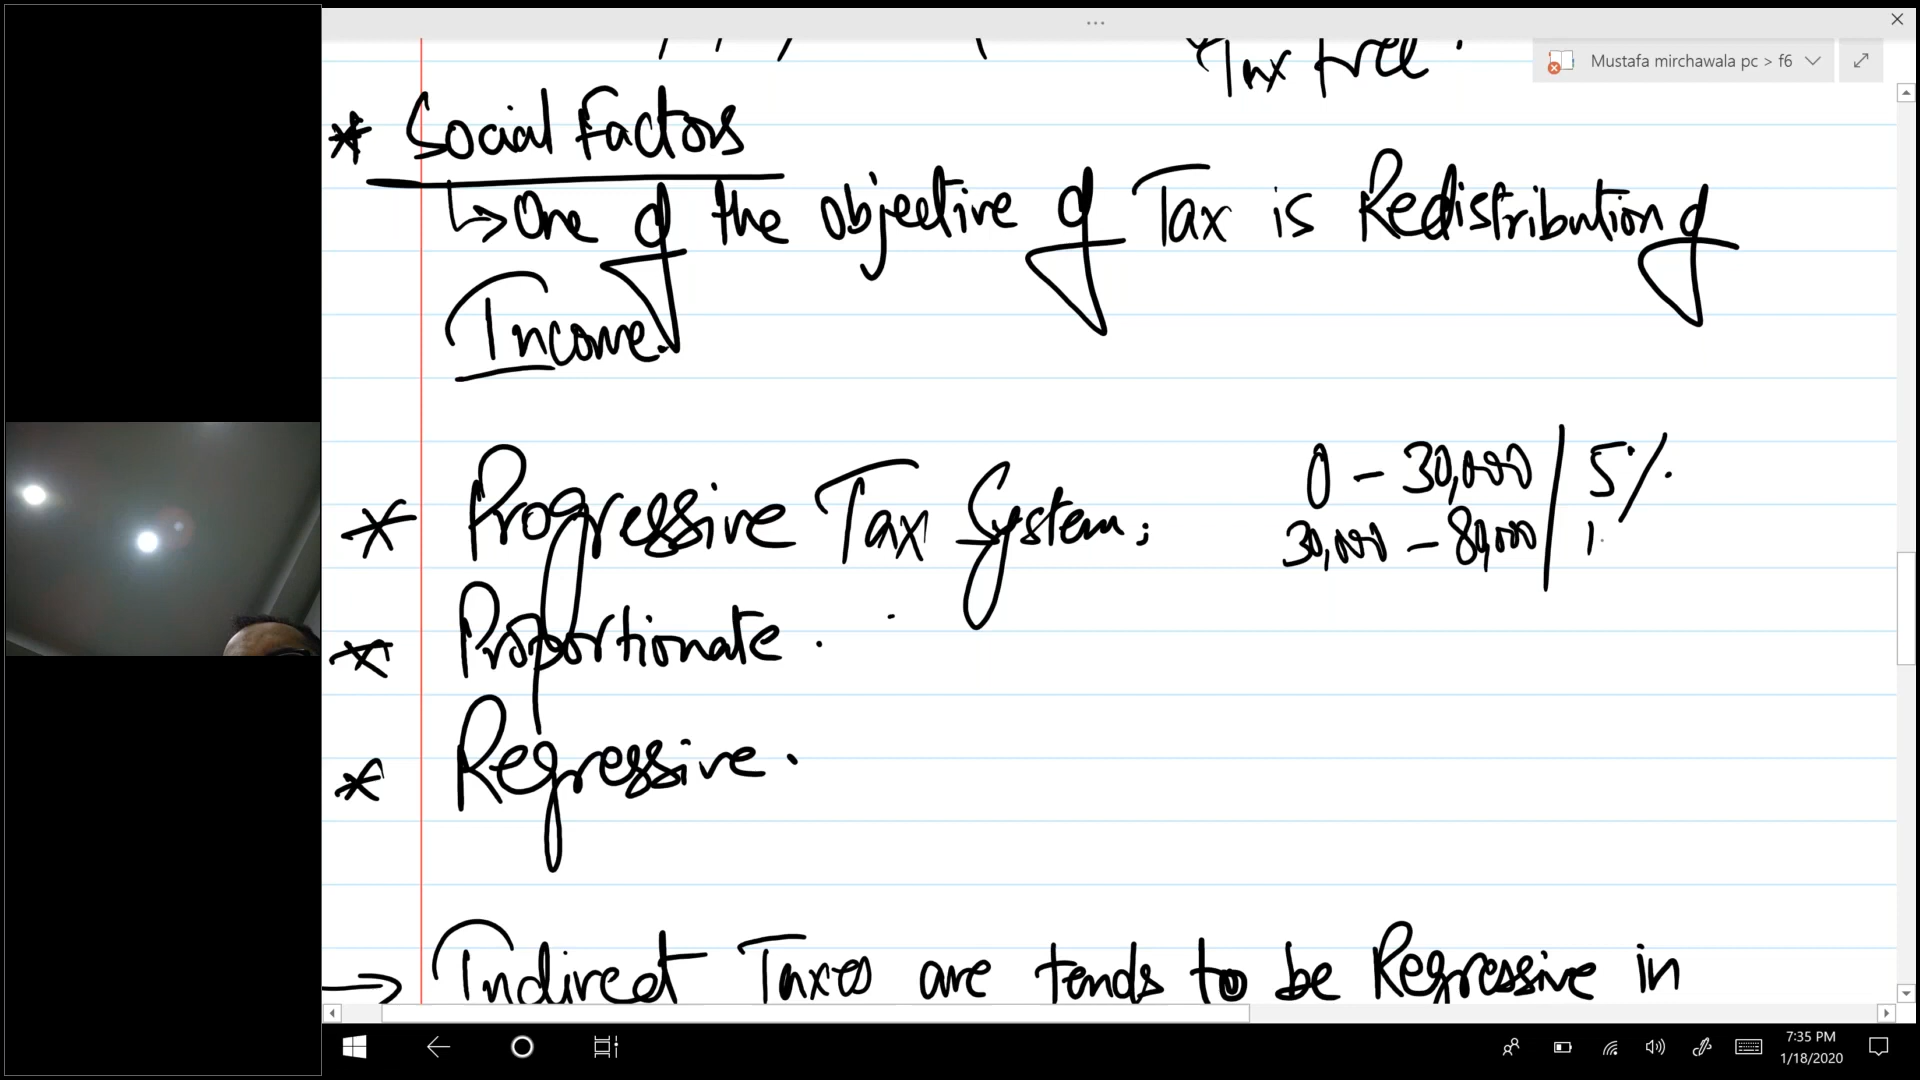 Tax free.
Mustafa mirchawala pc > f6
* Social Factors
↳ One of the objective of Tax is Redistribution of
Income.
* Progressive Tax System;
0 - 30,000 | 5%
30,000 - 80,000 | 1
* Proportionate.
* Regressive.
→ Indirect Taxes are tends to be Regressive in
7:35 PM
1/18/2020